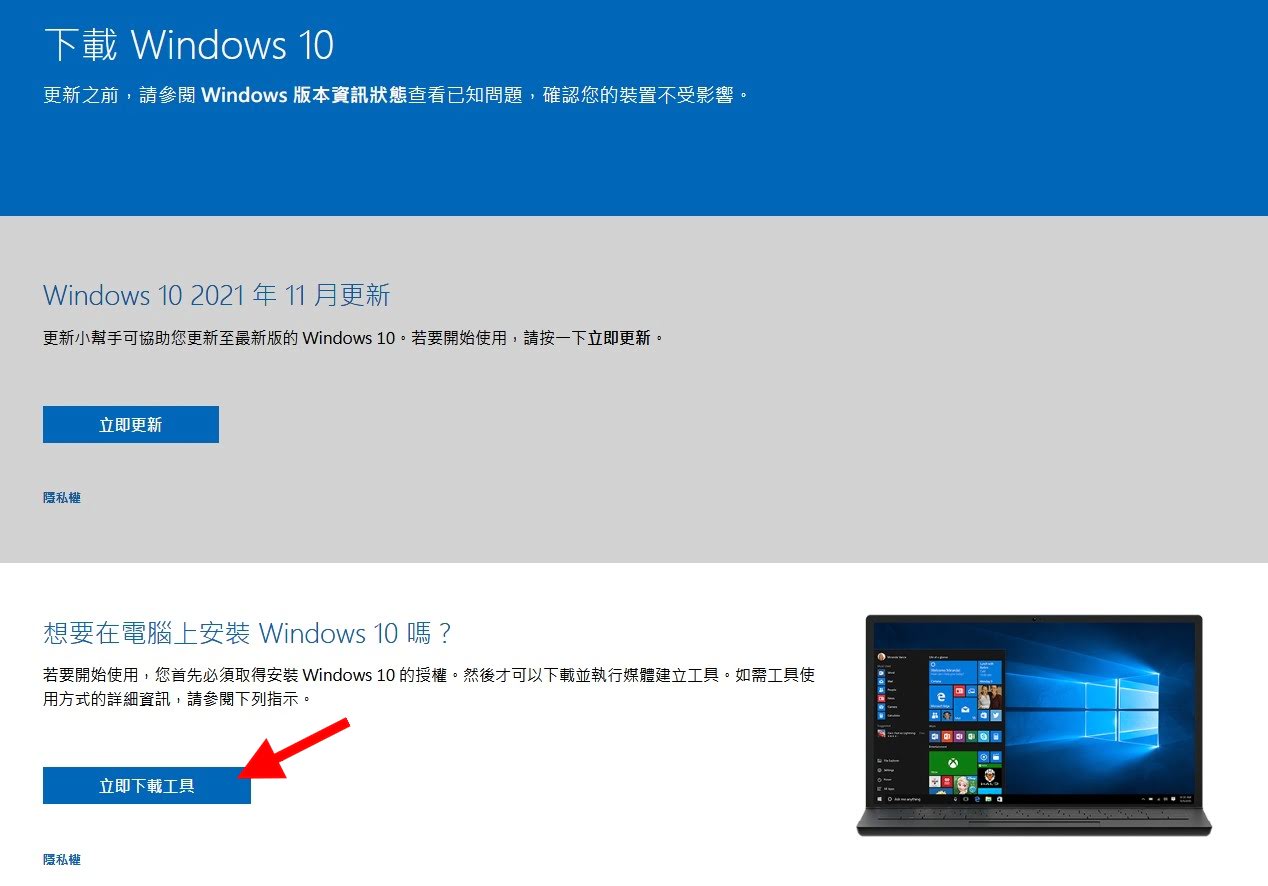 下載 Windows 10
更新之前，請參閱 Windows 版本資訊狀態查看已知問題，確認您的裝置不受影響。
Windows 10 2021 年 11 月更新
更新小幫手可協助您更新至最新版的 Windows 10。若要開始使用，請按一下立即更新。
立即更新
隱私權
想要在電腦上安裝 Windows 10 嗎？
若要開始使用，您首先必須取得安裝 Windows 10 的授權。然後才可以下載並執行媒體建立工具。如需工具使
用方式的詳細資訊，請參閱下列指示。
立即下載工具
隱私權